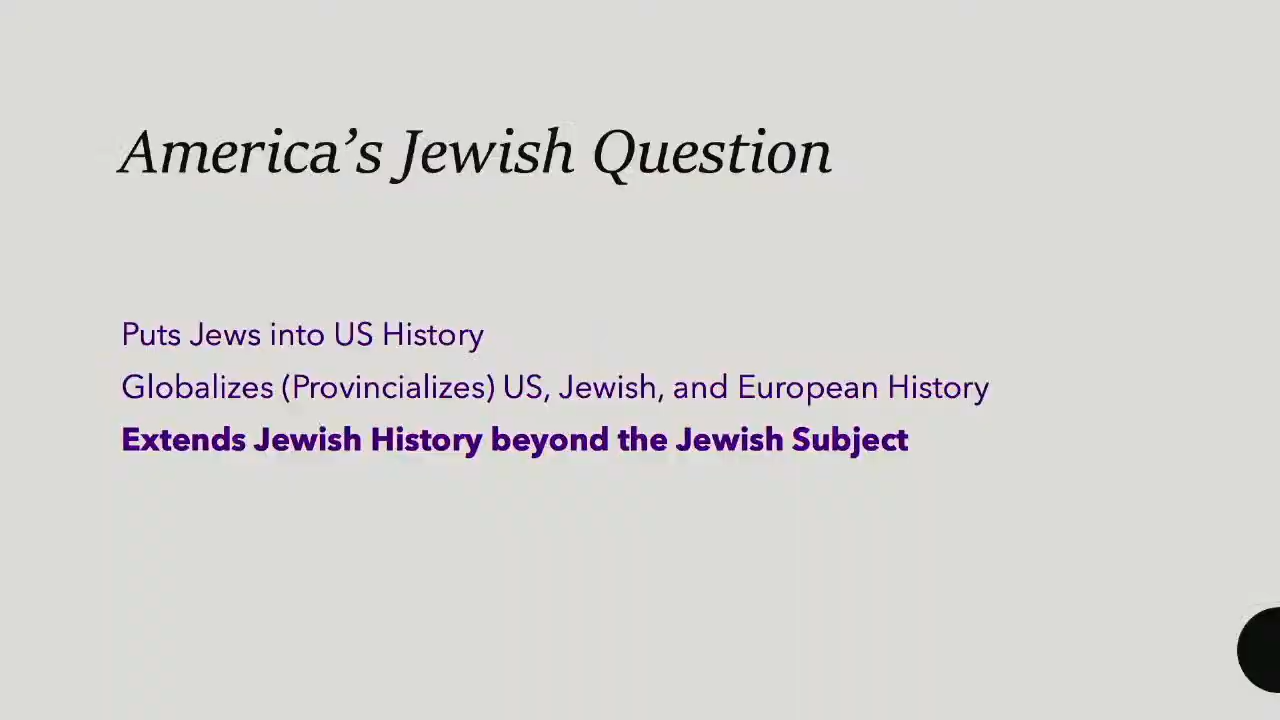 America’s Jewish Question
Puts Jews into US History
Globalizes (Provincializes) US, Jewish, and European History
Extends Jewish History beyond the Jewish Subject